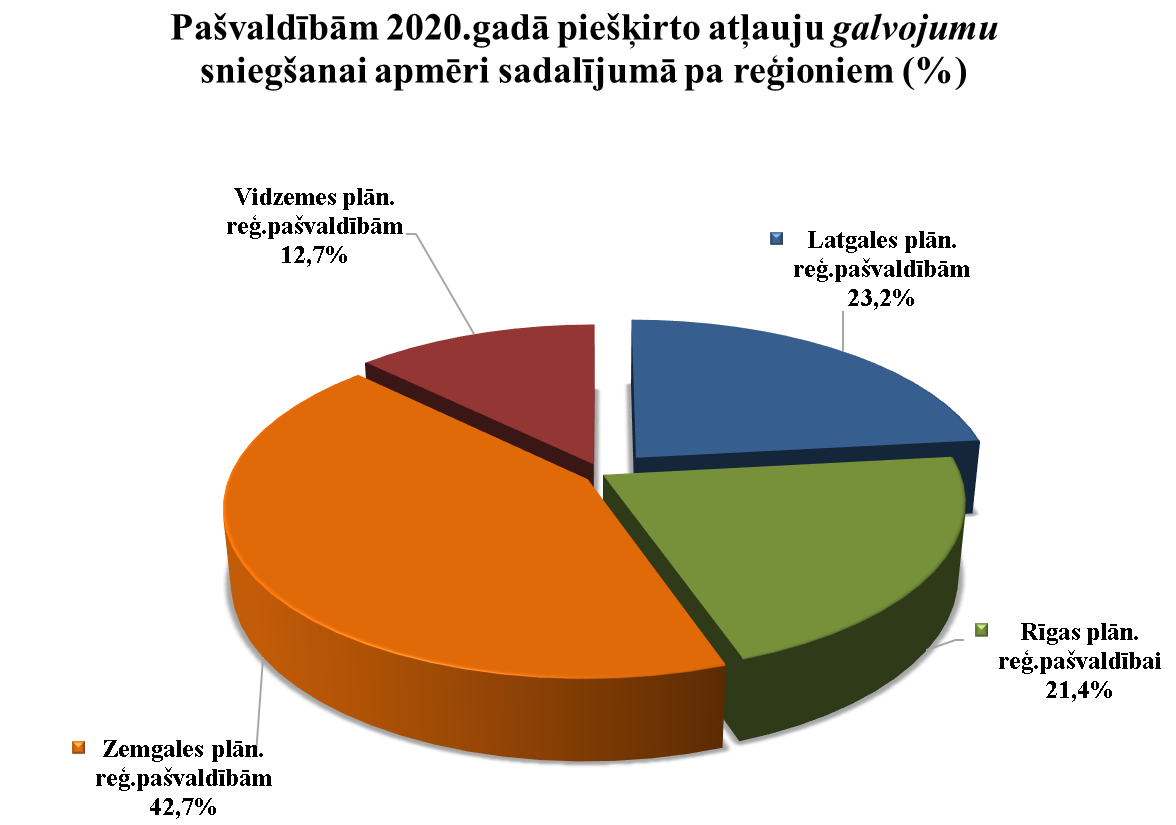 Pašvaldībām 2020.gadā piešķirto atļauju galvojumu
sniegšanai apmēri sadalījumā pa reģioniem (%)
Vidzemes plān.
reģ.pašvaldībām
12,7%
Latgales plān.
reģ.pašvaldībām
23,2%
Rīgas plān.
reģ.pašvaldībai
21,4%
Zemgales plān.
reģ.pašvaldībām
42,7%